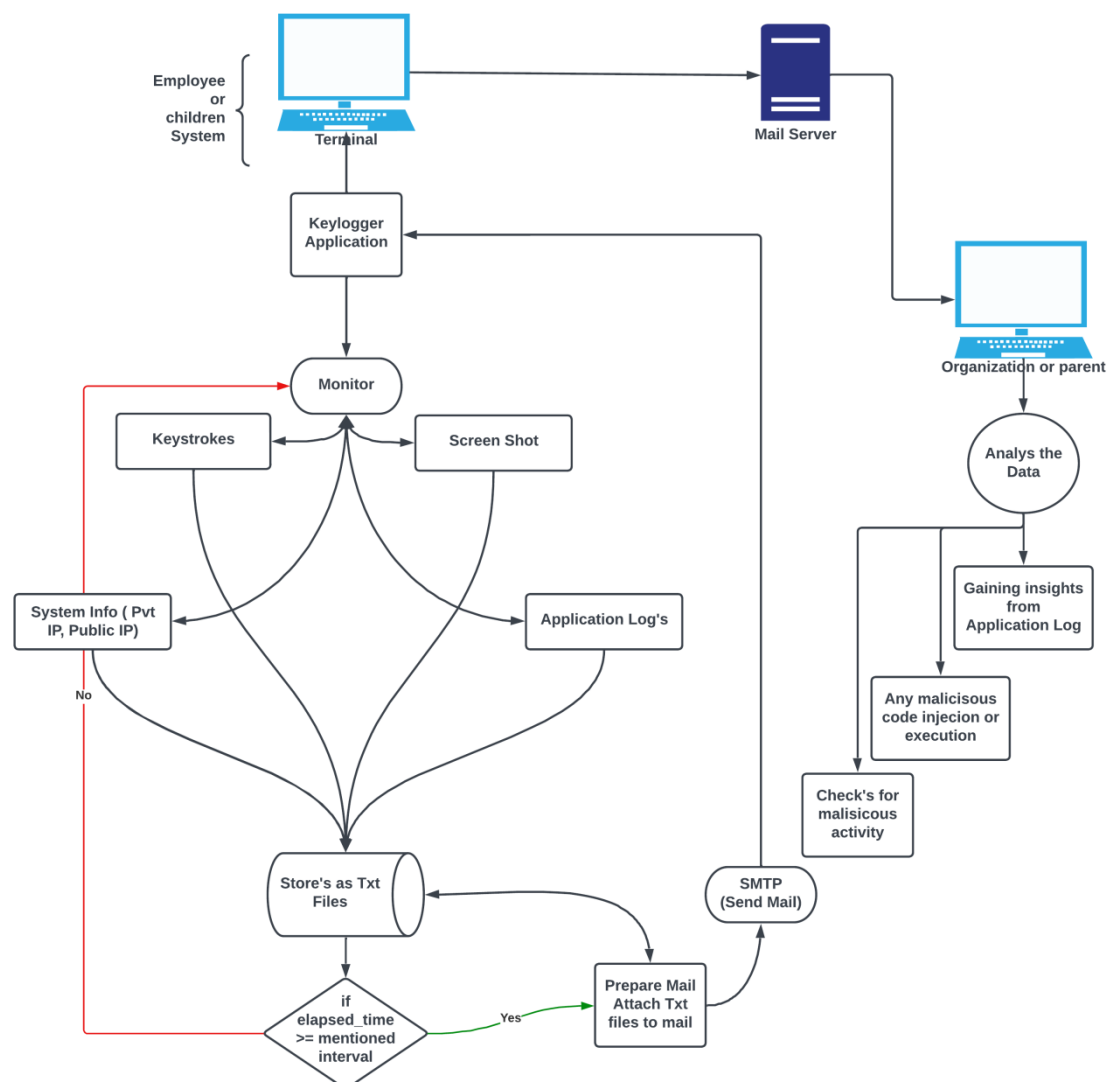 Employee
or
children
System
Terminal
Mail Server
Keylogger
Application
Organization or parent
Monitor
Keystrokes
Screen Shot
Analys the
Data
System Info ( Pvt
IP, Public IP)
Application Log's
Gaining insights
from
Application Log
No
Any malicisous
code injecion or
execution
Check's for
malisicous
activity
Store's as Txt
Files
SMTP
(Send Mail)
if
elapsed_time
>= mentioned
interval
Yes
Prepare Mail
Attach Txt
files to mail